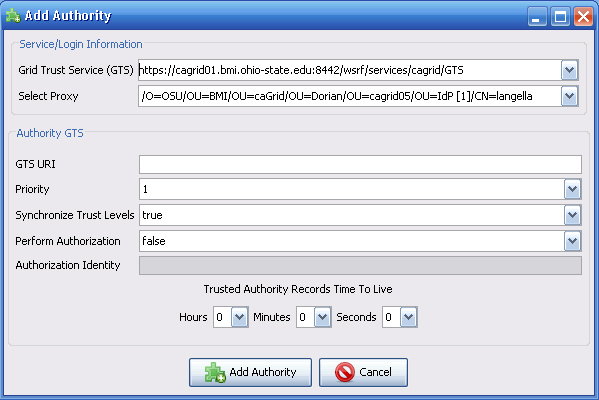 Add Authority
Service/Login Information
Grid Trust Service (GTS) https://cagrid01.bmi.ohio-state.edu:8442/wsrf/services/cagrid/GTS
Select Proxy /O=OSU/OU=BMI/OU=caGrid/OU=Dorian/OU=cagrid05/OU=IdP [1]/CN=langella
Authority GTS
GTS URI
Priority 1
Synchronize Trust Levels true
Perform Authorization false
Authorization Identity
Trusted Authority Records Time To Live
Hours 0 Minutes 0 Seconds 0
Add Authority Cancel